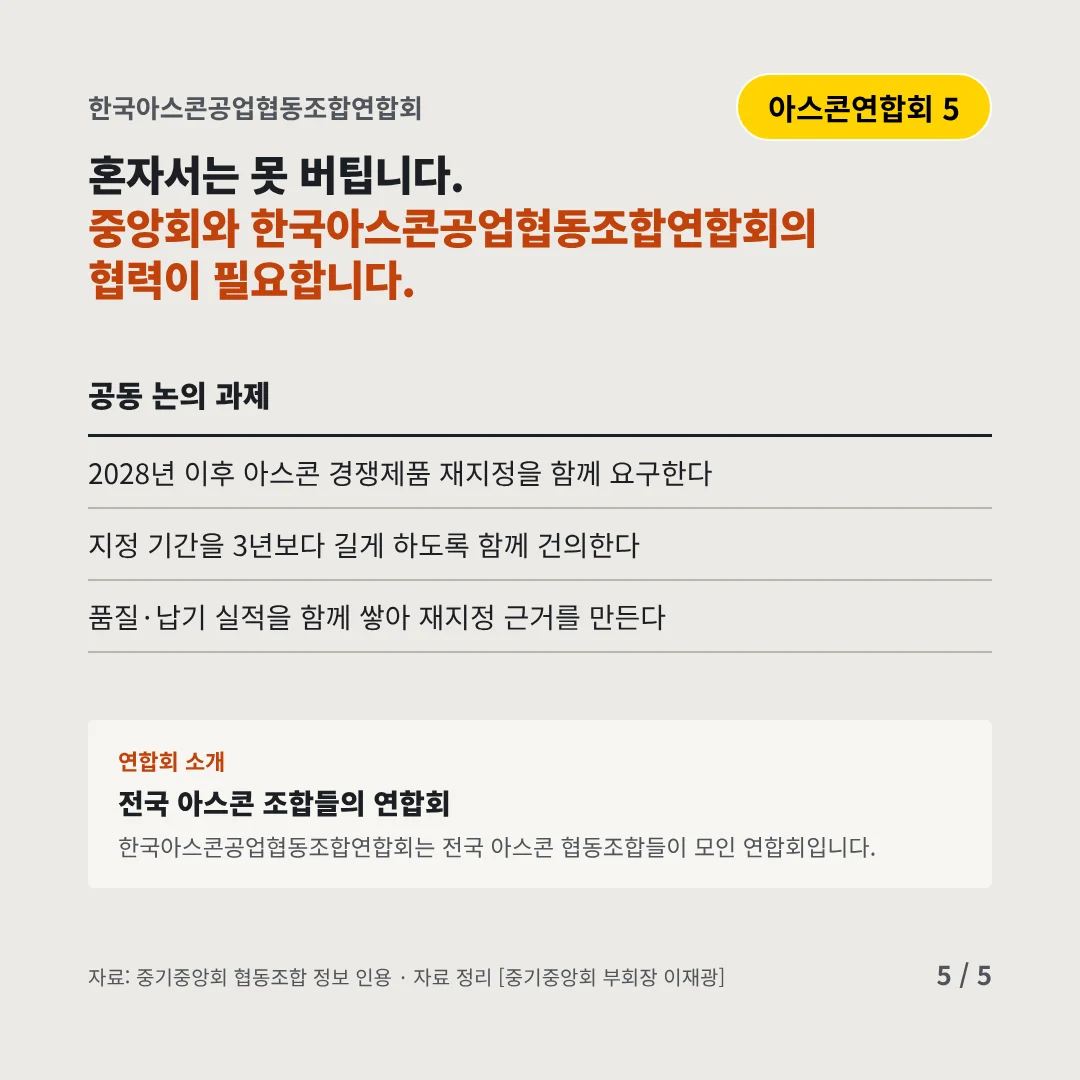 한국아스콘공업협동조합연합회
아스콘연합회 5
혼자서는 못 버팁니다.
중앙회와 한국아스콘공업협동조합연합회의
협력이 필요합니다.
공동 논의 과제
2028년 이후 아스콘 경쟁제품 재지정을 함께 요구한다
지정 기간을 3년보다 길게 하도록 함께 건의한다
품질·납기 실적을 함께 쌓아 재지정 근거를 만든다
연합회 소개
전국 아스콘 조합들의 연합회
한국아스콘공업협동조합연합회는 전국 아스콘 협동조합들이 모인 연합회입니다.
자료: 중기중앙회 협동조합 정보 인용 · 자료 정리 [중기중앙회 부회장 이재광]
5 / 5